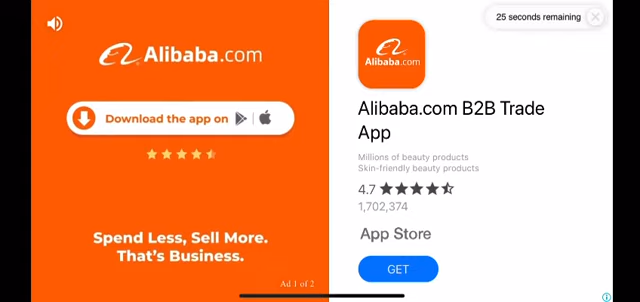 Alibaba.com
Download the app on
Spend Less, Sell More.
That's Business.
Ad 1 of 2
25 seconds remaining
Alibaba.com
Alibaba.com B2B Trade
App
Millions of beauty products
Skin-friendly beauty products
4.7
1,702,374
App Store
GET